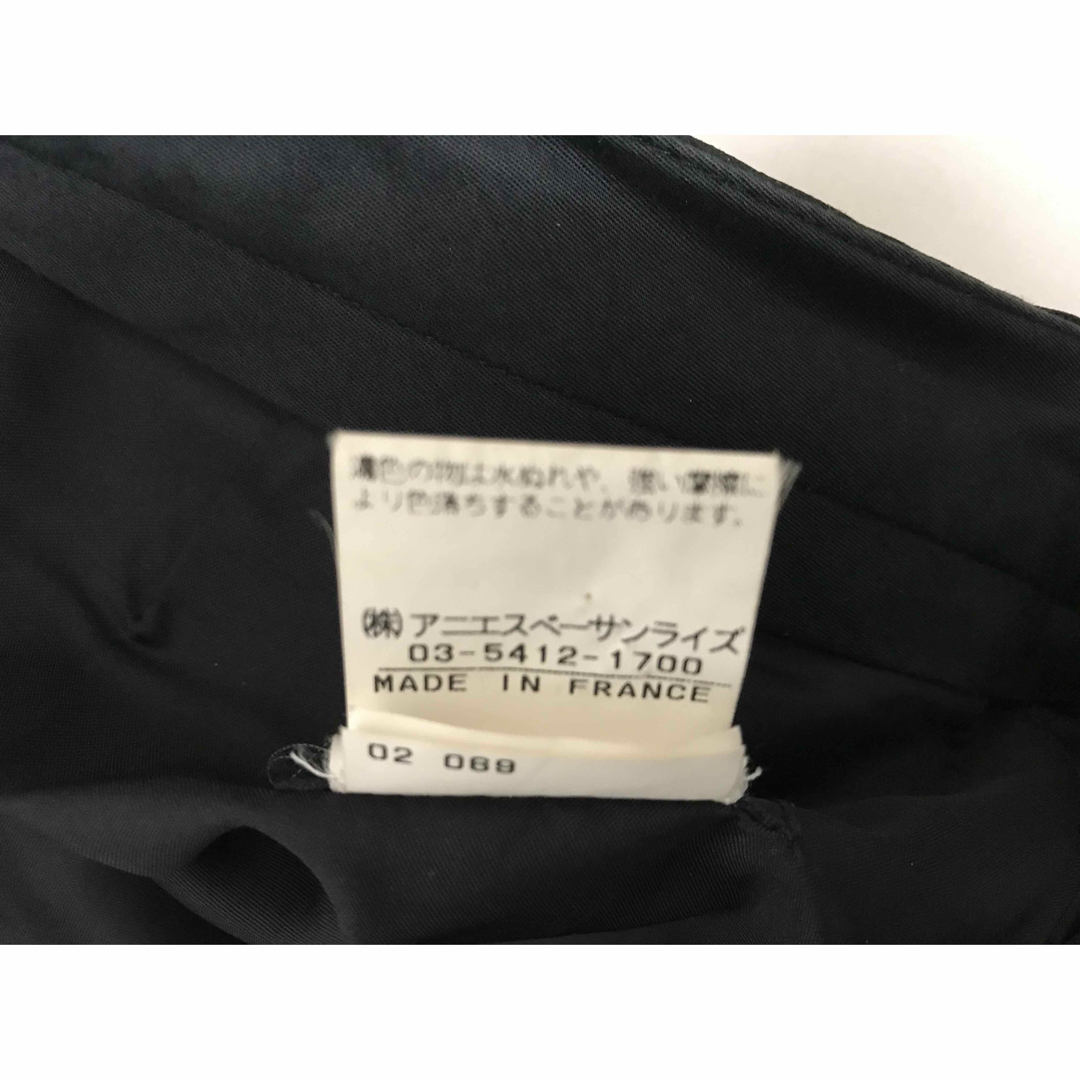 濃色の物は水ぬれや、強い摩擦に
より色落ちすることがあります。
㈱アニエスベーサンライズ
03-5412-1700
MADE IN FRANCE
02 069